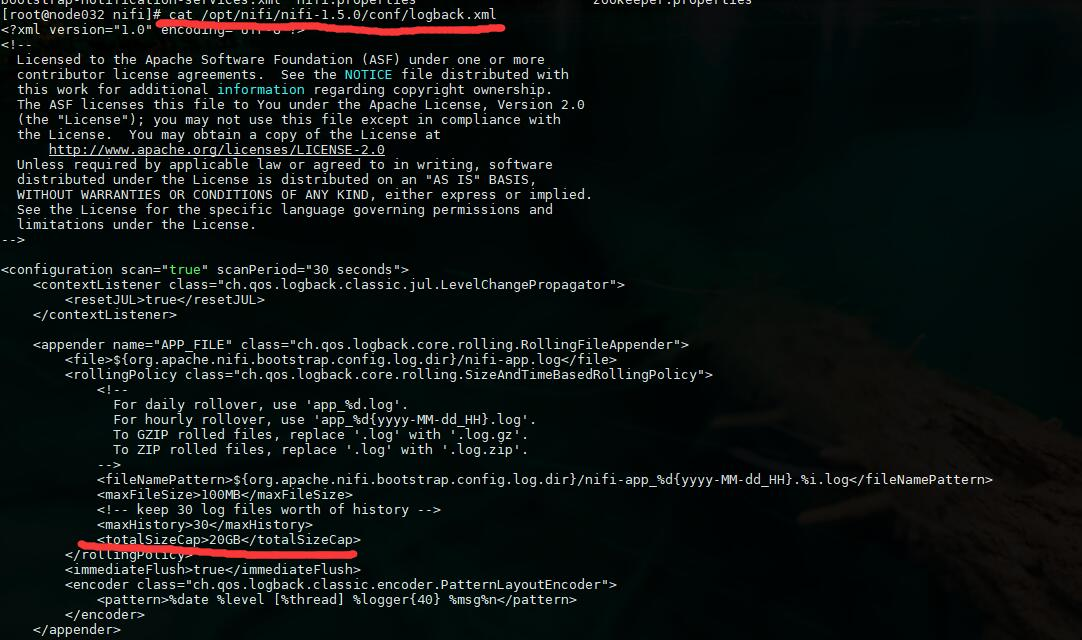 bootstrap-notification-services.xml  nifi.properties                      zookeeper.properties
[root@node032 nifi]# cat /opt/nifi/nifi-1.5.0/conf/logback.xml
<?xml version="1.0" encoding="utf-8"?>
<!--
  Licensed to the Apache Software Foundation (ASF) under one or more
  contributor license agreements.  See the NOTICE file distributed with
  this work for additional information regarding copyright ownership.
  The ASF licenses this file to You under the Apache License, Version 2.0
  (the "License"); you may not use this file except in compliance with
  the License.  You may obtain a copy of the License at
      http://www.apache.org/licenses/LICENSE-2.0
  Unless required by applicable law or agreed to in writing, software
  distributed under the License is distributed on an "AS IS" BASIS,
  WITHOUT WARRANTIES OR CONDITIONS OF ANY KIND, either express or implied.
  See the License for the specific language governing permissions and
  limitations under the License.
-->
<configuration scan="true" scanPeriod="30 seconds">
    <contextListener class="ch.qos.logback.classic.jul.LevelChangePropagator">
        <resetJUL>true</resetJUL>
    </contextListener>
    <appender name="APP_FILE" class="ch.qos.logback.core.rolling.RollingFileAppender">
        <file>${org.apache.nifi.bootstrap.config.log.dir}/nifi-app.log</file>
        <rollingPolicy class="ch.qos.logback.core.rolling.SizeAndTimeBasedRollingPolicy">
            <!--
              For daily rollover, use 'app_%d.log'.
              For hourly rollover, use 'app_%d{yyyy-MM-dd_HH}.log'.
              To GZIP rolled files, replace '.log' with '.log.gz'.
              To ZIP rolled files, replace '.log' with '.log.zip'.
            -->
            <fileNamePattern>${org.apache.nifi.bootstrap.config.log.dir}/nifi-app_%d{yyyy-MM-dd_HH}.%i.log</fileNamePattern>
            <maxFileSize>100MB</maxFileSize>
            <!-- keep 30 log files worth of history -->
            <maxHistory>30</maxHistory>
            <totalSizeCap>20GB</totalSizeCap>
        </rollingPolicy>
        <immediateFlush>true</immediateFlush>
        <encoder class="ch.qos.logback.classic.encoder.PatternLayoutEncoder">
            <pattern>%date %level [%thread] %logger{40} %msg%n</pattern>
        </encoder>
    </appender>